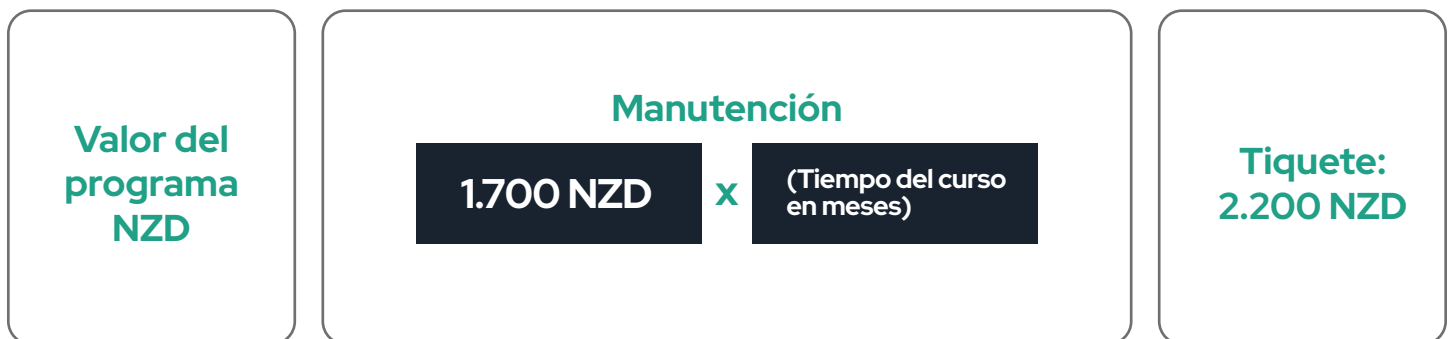 Valor del
programa
NZD
Manutención
1.700 NZD
x
(Tiempo del curso
en meses)
Tiquete:
2.200 NZD